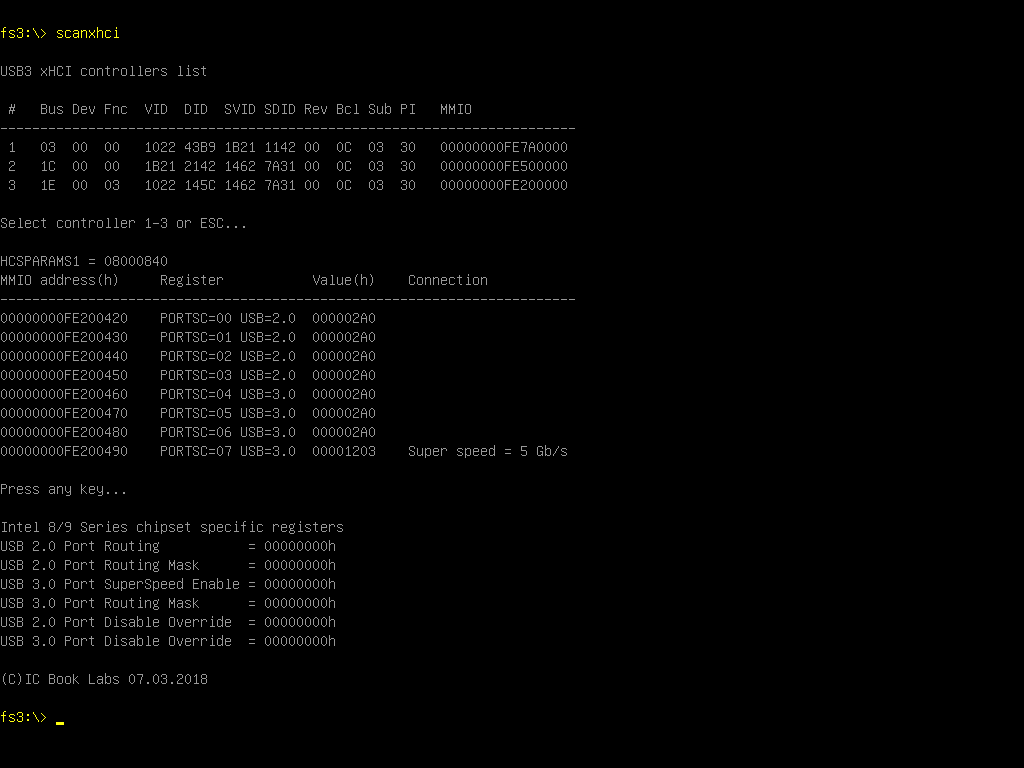 fs3:\> scanxhci
USB3 xHCI controllers list
#   Bus Dev Fnc  VID  DID  SVID SDID Rev Bcl Sub PI   MMIO
------------------------------------------------------------------------
1   03  00  00   1022 43B9 1B21 1142 00  0C  03  30   00000000FE7A0000
2   1C  00  00   1B21 2142 1462 7A31 00  0C  03  30   00000000FE500000
3   1E  00  03   1022 145C 1462 7A31 00  0C  03  30   00000000FE200000
Select controller 1-3 or ESC...
HCSPARAMS1 = 08000840
MMIO address(h)     Register           Value(h)    Connection
------------------------------------------------------------------------
00000000FE200420    PORTSC=00 USB=2.0  000002A0
00000000FE200430    PORTSC=01 USB=2.0  000002A0
00000000FE200440    PORTSC=02 USB=2.0  000002A0
00000000FE200450    PORTSC=03 USB=2.0  000002A0
00000000FE200460    PORTSC=04 USB=3.0  000002A0
00000000FE200470    PORTSC=05 USB=3.0  000002A0
00000000FE200480    PORTSC=06 USB=3.0  000002A0
00000000FE200490    PORTSC=07 USB=3.0  00001203    Super speed = 5 Gb/s
Press any key...
Intel 8/9 Series chipset specific registers
USB 2.0 Port Routing           = 00000000h
USB 2.0 Port Routing Mask      = 00000000h
USB 3.0 Port SuperSpeed Enable = 00000000h
USB 3.0 Port Routing Mask      = 00000000h
USB 2.0 Port Disable Override  = 00000000h
USB 3.0 Port Disable Override  = 00000000h
(C)IC Book Labs 07.03.2018
fs3:\> _